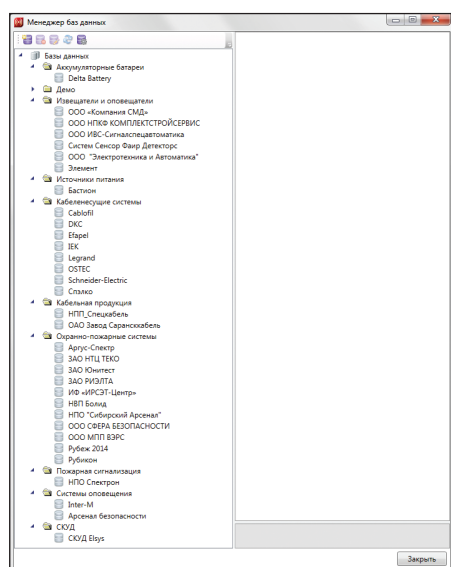 Менеджер баз данных
Базы данных
Аккумуляторные батареи
Delta Battery
Демо
Извещатели и оповещатели
ООО «Компания СМД»
ООО НПКФ КОМПЛЕКТСТРОЙСЕРВИС
ООО ИВС-Сигналспецавтоматика
Систем Сенсор Фаир Детекторс
ООО "Электротехника и Автоматика"
Элемент
Источники питания
Бастион
Кабеленесущие системы
Cablofil
DKC
Efapel
IEK
Legrand
OSTEC
Schneider-Electric
Спэлко
Кабельная продукция
НПП_Спецкабель
ОАО Завод Сарансккабель
Охранно-пожарные системы
Аргус-Спектр
ЗАО НТЦ ТЕКО
ЗАО Юнитест
ЗАО РИЭЛТА
ИФ «ИРСЭТ-Центр»
НВП Болид
НПО "Сибирский Арсенал"
ООО СФЕРА БЕЗОПАСНОСТИ
ООО МПП ВЭРС
Рубеж 2014
Рубикон
Пожарная сигнализация
НПО Спектрон
Системы оповещения
Inter-M
Арсенал безопасности
СКУД
СКУД Elsys
Закрыть